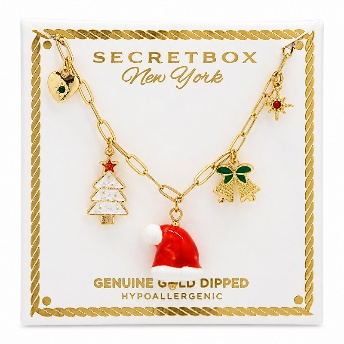 SECRETBOX
New York
GENUINE GOLD DIPPED
HYPOALLERGENIC